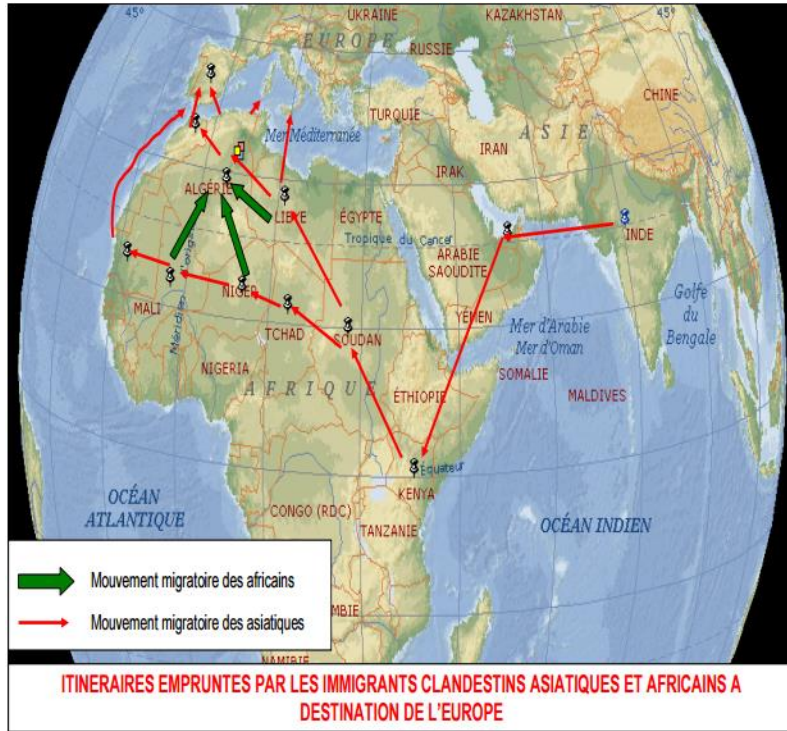 45°
UKRAINE
KAZAKHSTAN
45°
EUROPE
RUSSIE
CHINE
TURQUIE
ASIE
Mer Méditerranée
IRAN
IRAK
ALGÉRIE
LIBYE
ÉGYPTE
INDE
Tropique du Cancer
ARABIE
SAOUDITE
Golfe
du
Bengale
MALI
NIGER
YÉMEN
Mer d'Arabie
Mer d'Oman
TCHAD
SOUDAN
NIGERIA
SOMALIE
AFRIQUE
ÉTHIOPIE
MALDIVES
Équateur
KENYA
OCÉAN
ATLANTIQUE
CONGO (RDC)
OCÉAN INDIEN
TANZANIE
Mouvement migratoire des africains
Mouvement migratoire des asiatiques
MBIE
NAMIBIE
ITINERAIRES EMPRUNTES PAR LES IMMIGRANTS CLANDESTINS ASIATIQUES ET AFRICAINS A
DESTINATION DE L'EUROPE